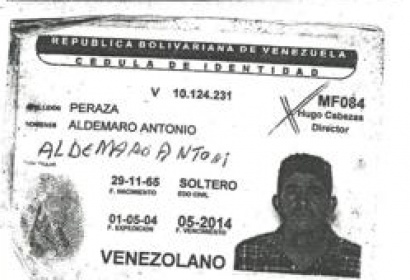 REPUBLICA BOLIVARIANA DE VENEZUELA
CEDULA DE IDENTIDAD
V 10.124.231
MF084
Hugo Cabezas
Director
APELLIDOS PERAZA
NOMBRES ALDEMARO ANTONIO
ALDEMARO ANTONI
29-11-65 SOLTERO
F. NACIMIENTO EDO CIVIL
01-05-04 05-2014
F. EXPEDICION F. VENCIMIENTO
VENEZOLANO